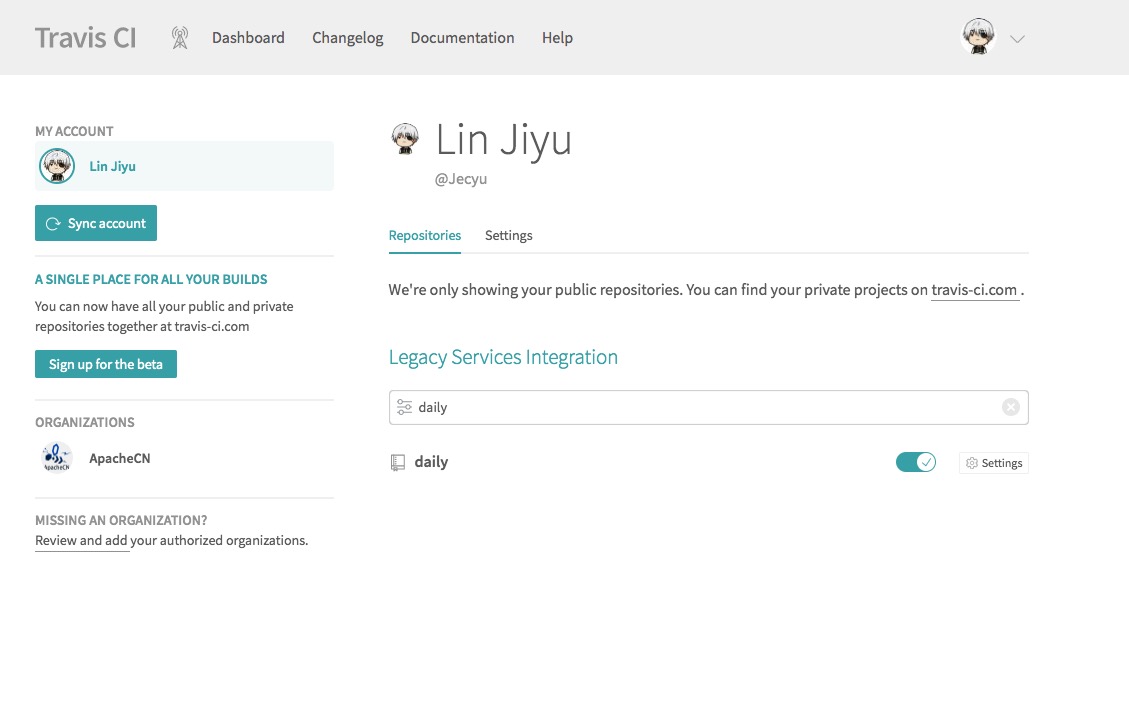 Travis CI
Dashboard
Changelog
Documentation
Help
MY ACCOUNT
Lin Jiyu
Sync account
A SINGLE PLACE FOR ALL YOUR BUILDS
You can now have all your public and private
repositories together at travis-ci.com
Sign up for the beta
ORGANIZATIONS
ApacheCN
ApacheCN
MISSING AN ORGANIZATION?
Review and add your authorized organizations.
Lin Jiyu
@Jecyu
Repositories
Settings
We're only showing your public repositories. You can find your private projects on travis-ci.com .
Legacy Services Integration
daily
daily
Settings